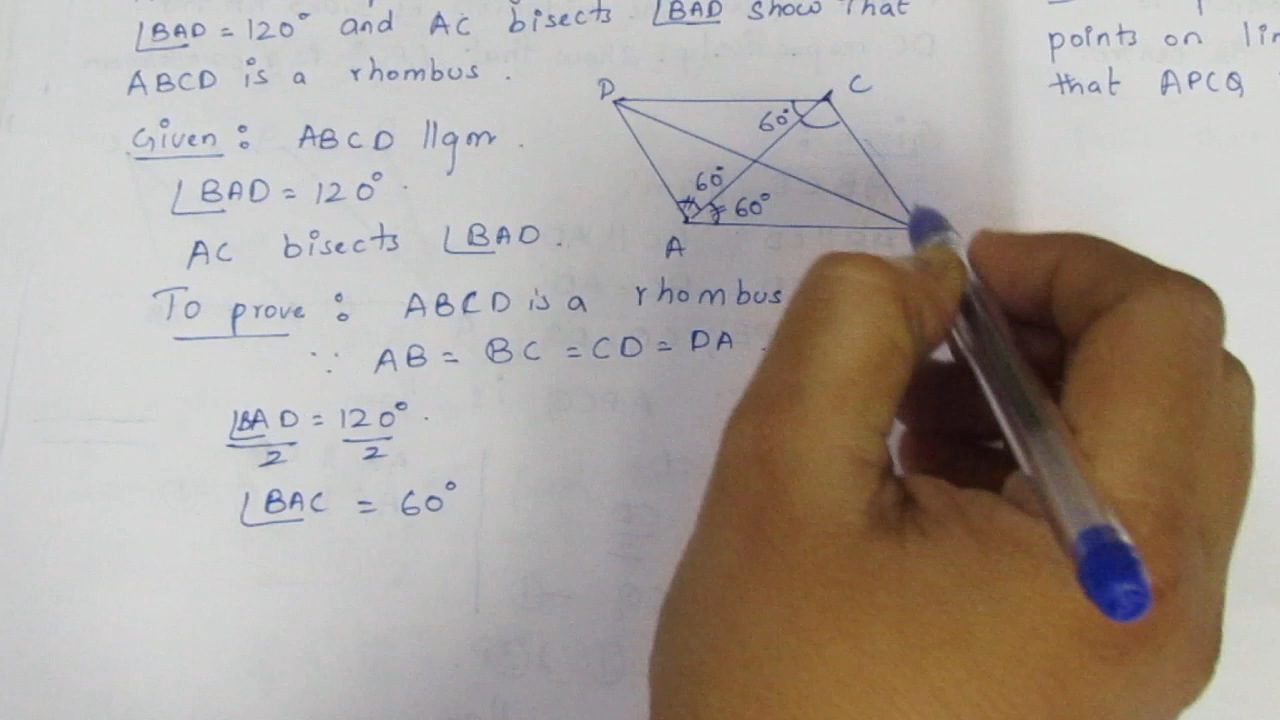 ∠BAD = 120° and AC bisects ∠BAD show that
ABCD is a rhombus.
Given : ABCD ||gm.
∠BAD = 120°.
AC bisects ∠BAD.
To prove : ABCD is a rhombus
∵ AB = BC = CD = DA.
∠BAD/2 = 120°/2.
∠BAC = 60°
D
C
60°
60°
60°
A
points on
that APCQ